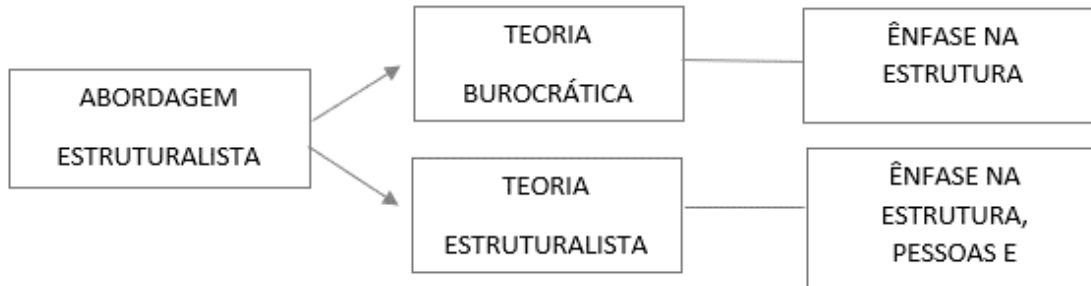 ABORDAGEM
ESTRUTURALISTA
TEORIA
BUROCRÁTICA
ÊNFASE NA
ESTRUTURA
TEORIA
ESTRUTURALISTA
ÊNFASE NA
ESTRUTURA,
PESSOAS E